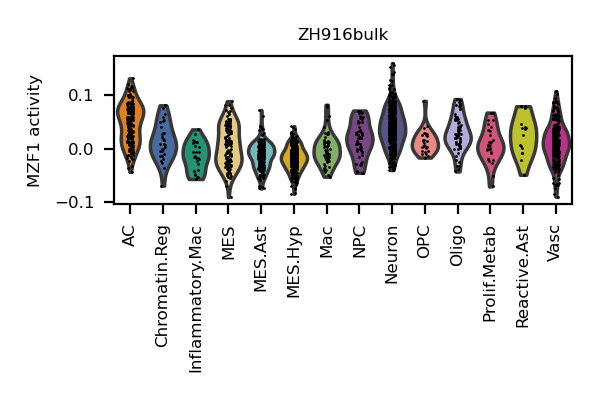 ZH916bulk
MZF1 activity
0.1
0.0
−0.1
AC
Chromatin.Reg
Inflammatory.Mac
MES
MES.Ast
MES.Hyp
Mac
NPC
Neuron
OPC
Oligo
Prolif.Metab
Reactive.Ast
Vasc